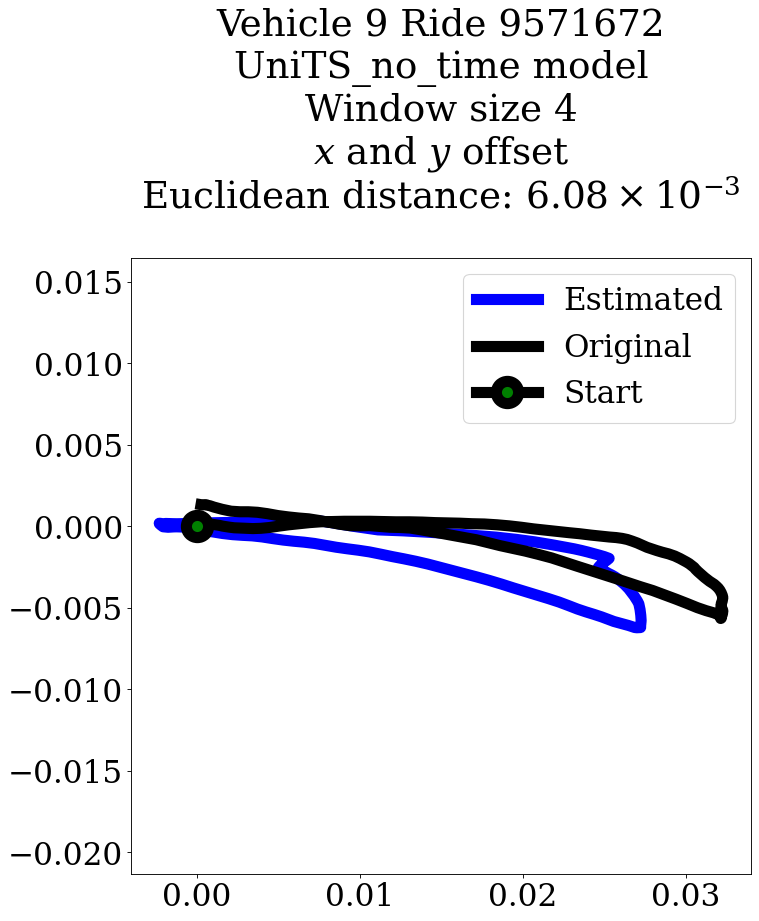 Vehicle 9 Ride 9571672
UniTS_no_time model
Window size 4
x and y offset
Euclidean distance: 6.08 × 10⁻³
Estimated
Original
Start
0.015
0.010
0.005
0.000
−0.005
−0.010
−0.015
−0.020
0.00 0.01 0.02 0.03